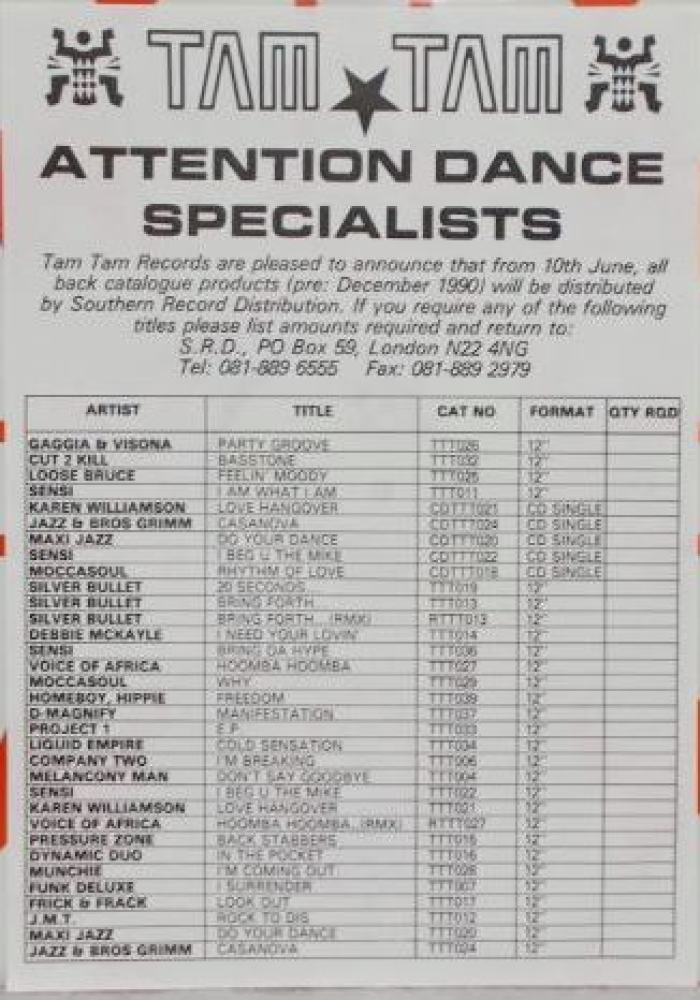 TAM TAM
ATTENTION DANCE
SPECIALISTS
Tam Tam Records are pleased to announce that from 10th June, all
back catalogue products (pre: December 1990) will be distributed
by Southern Record Distribution. If you require any of the following
titles please list amounts required and return to:
S.R.D., PO Box 59, London N22 4NG
Tel: 081-889 6555 Fax: 081-889 2979
ARTIST TITLE CAT NO FORMAT QTY RQD
GAGGIA & VISONA PARTY GROOVE TTT026 12"
CUT 2 KILL BASSTONE TTT032 12"
LOOSE BRUCE FEELIN' MOODY TTT025 12"
SENSI I AM WHAT I AM TTT011 12"
KAREN WILLIAMSON LOVE HANGOVER CDTTT021 CD SINGLE
JAZZ & BROS GRIMM CASANOVA CDTTT024 CD SINGLE
MAXI JAZZ DO YOUR DANCE CDTTT020 CD SINGLE
SENSI I BEG U THE MIKE CDTTT022 CD SINGLE
MOCCASOUL RHYTHM OF LOVE CDTTT018 CD SINGLE
SILVER BULLET 20 SECONDS... TTT019 12"
SILVER BULLET BRING FORTH... TTT013 12"
SILVER BULLET BRING FORTH... (RMX) RTTT013 12"
DEBBIE MCKAYLE I NEED YOUR LOVIN' TTT014 12"
SENSI BRING DA HYPE TTT036 12"
VOICE OF AFRICA HOOMBA HOOMBA TTT027 12"
MOCCASOUL WHY TTT029 12"
HOMEBOY, HIPPIE FREEDOM TTT039 12"
D-MAGNIFY MANIFESTATION TTT037 12"
PROJECT 1 E.P. TTT033 12"
LIQUID EMPIRE COLD SENSATION TTT034 12"
COMPANY TWO I'M BREAKING TTT006 12"
MELANCONY MAN DON'T SAY GOODBYE TTT004 12"
SENSI I BEG U THE MIKE TTT022 12"
KAREN WILLIAMSON LOVE HANGOVER TTT021 12"
VOICE OF AFRICA HOOMBA HOOMBA..(RMX) RTTT027 12"
PRESSURE ZONE BACK STABBERS TTT015 12"
DYNAMIC DUO IN THE POCKET TTT016 12"
MUNCHIE I'M COMING OUT TTT028 12"
FUNK DELUXE I SURRENDER TTT007 12"
FRICK & FRACK LOOK OUT TTT017 12"
J.M.T. ROCK TO DIS TTT012 12"
MAXI JAZZ DO YOUR DANCE TTT020 12"
JAZZ & BROS GRIMM CASANOVA TTT024 12"